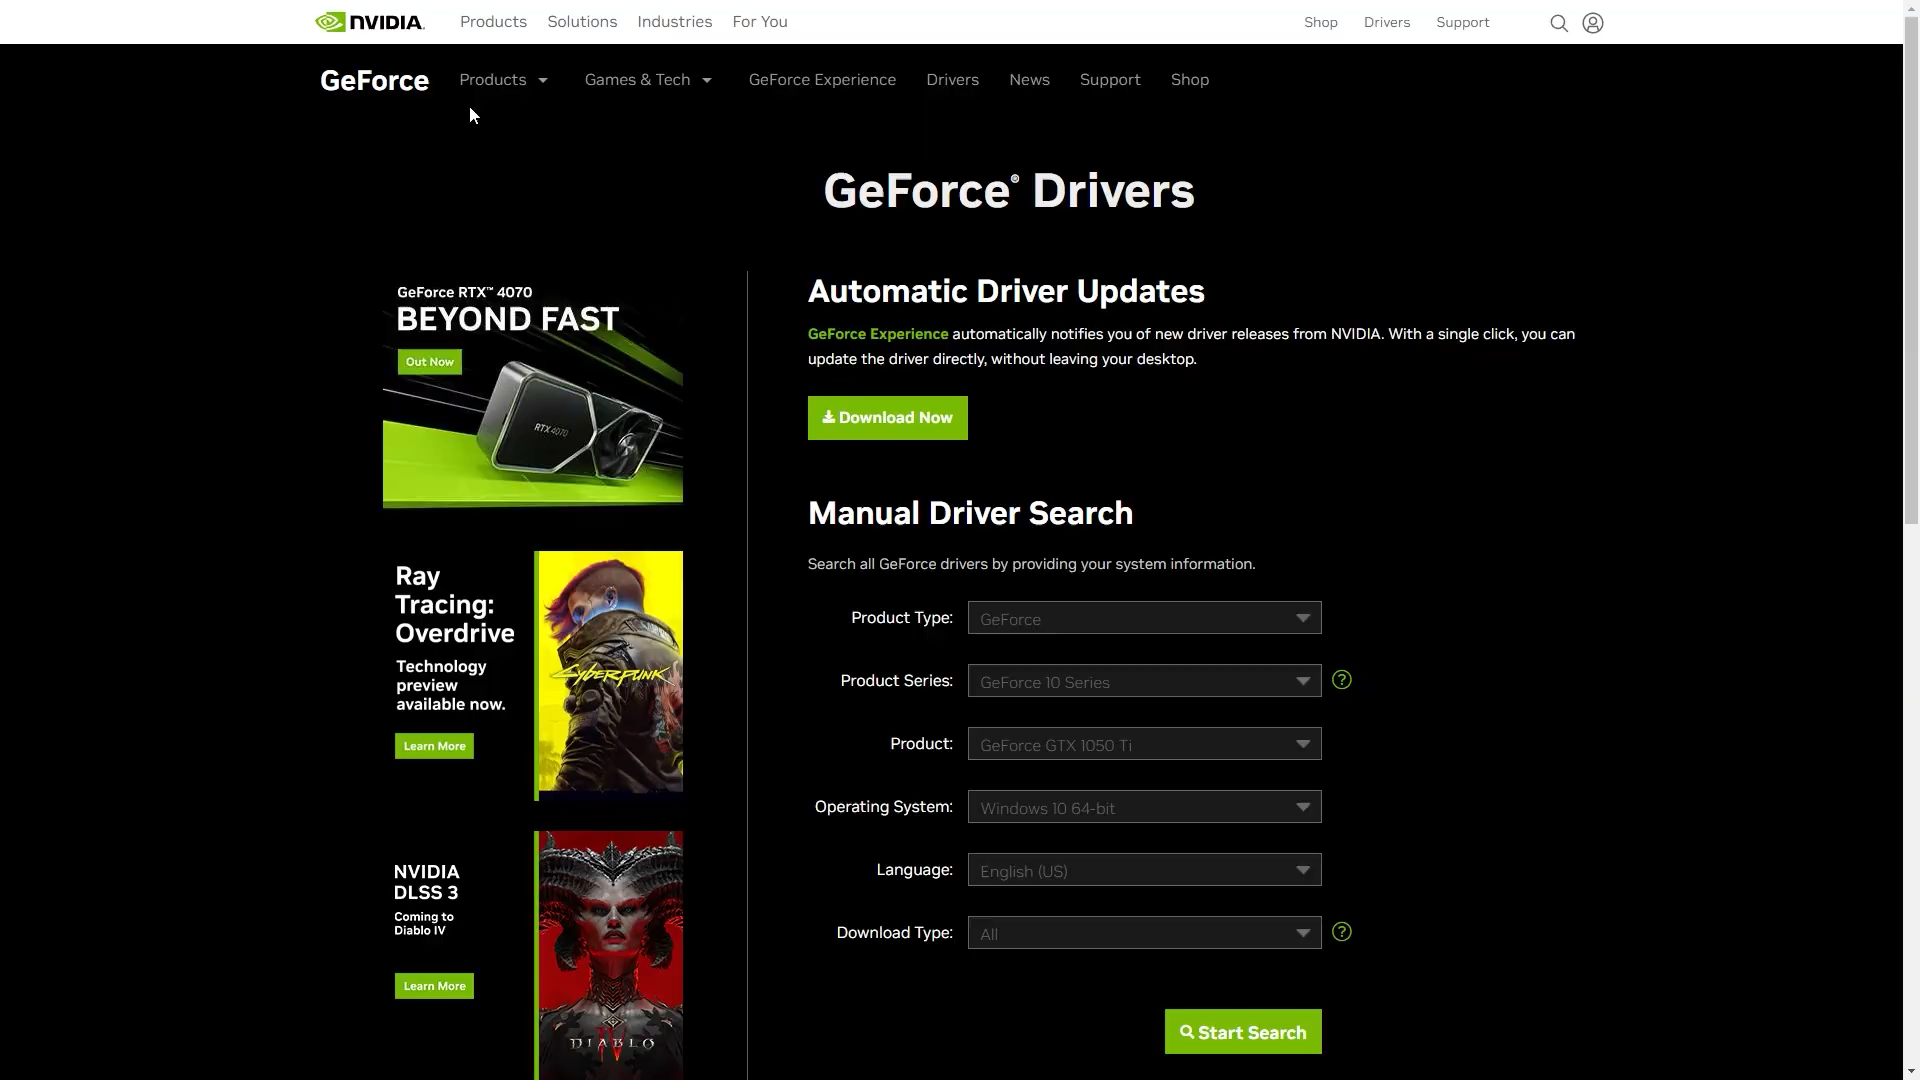 NVIDIA.
Products
Solutions
Industries
For You
Shop
Drivers
Support
GeForce
Products
Games & Tech
GeForce Experience
Drivers
News
Support
Shop
GeForce® Drivers
GeForce RTX™ 4070
BEYOND FAST
Out Now
RTX 4070
Ray
Tracing:
Overdrive
Technology
preview
available now.
Learn More
CYBERPUNK
NVIDIA
DLSS 3
Coming to
Diablo IV
Learn More
DIABLO
IV
Automatic Driver Updates
GeForce Experience automatically notifies you of new driver releases from NVIDIA. With a single click, you can
update the driver directly, without leaving your desktop.
Download Now
Manual Driver Search
Search all GeForce drivers by providing your system information.
Product Type: GeForce
Product Series: GeForce 10 Series ?
Product: GeForce GTX 1050 Ti
Operating System: Windows 10 64-bit
Language: English (US)
Download Type: All ?
Start Search